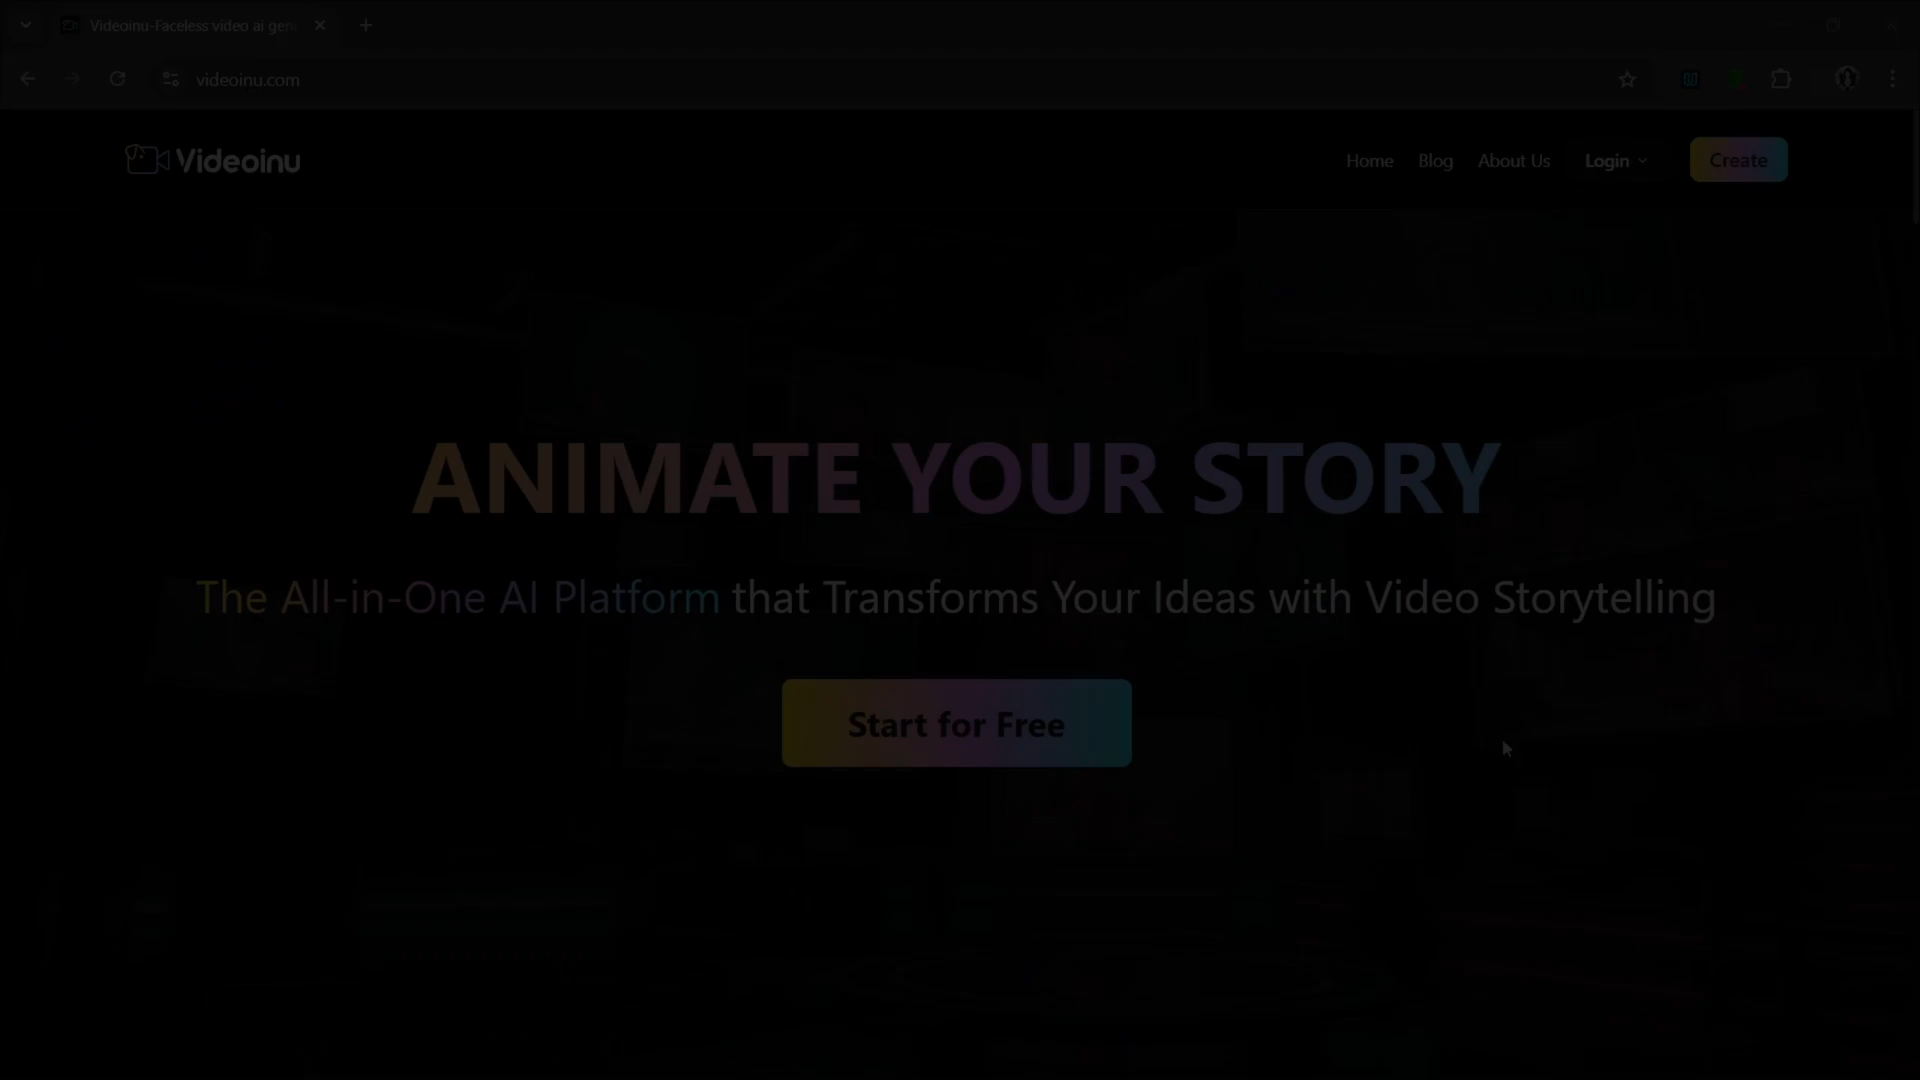 Videoinu-Faceless video ai gen
videoinu.com
Videoinu
Home
Blog
About Us
Login
Create
ANIMATE YOUR STORY
The All-in-One AI Platform that Transforms Your Ideas with Video Storytelling
Start for Free